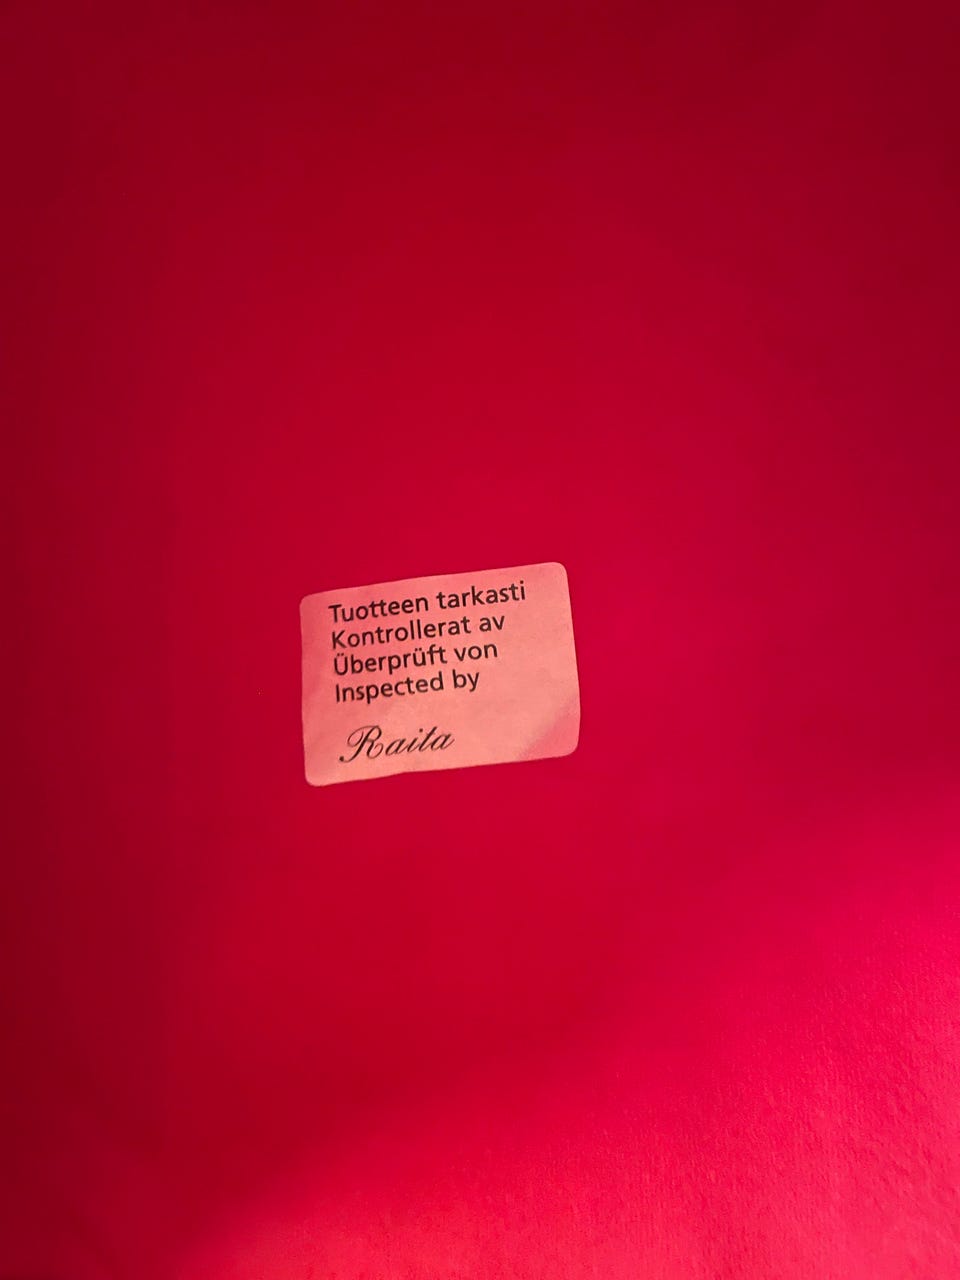 Tuotteen tarkasti
Kontrollerat av
Überprüft von
Inspected by
Raita